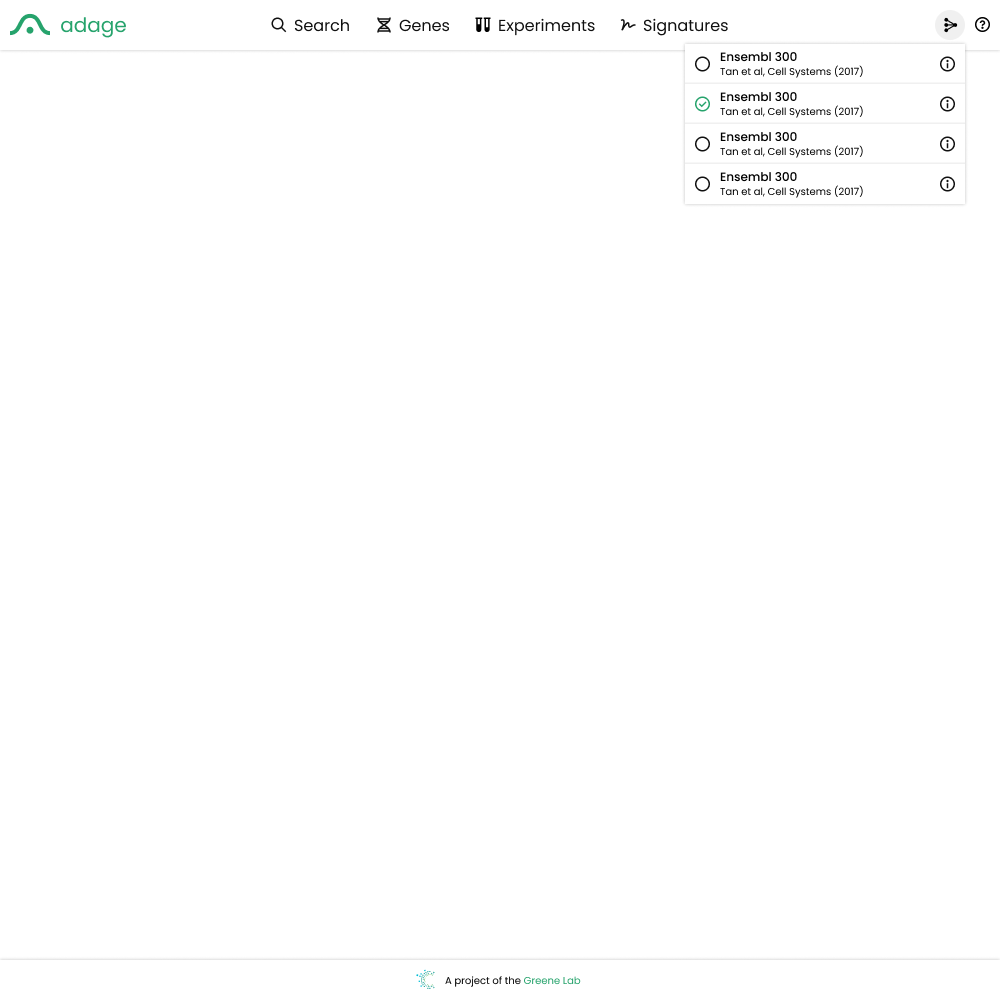 adage
Search
Genes
Experiments
Signatures
Ensembl 300
Tan et al, Cell Systems (2017)
Ensembl 300
Tan et al, Cell Systems (2017)
Ensembl 300
Tan et al, Cell Systems (2017)
Ensembl 300
Tan et al, Cell Systems (2017)
A project of the Greene Lab